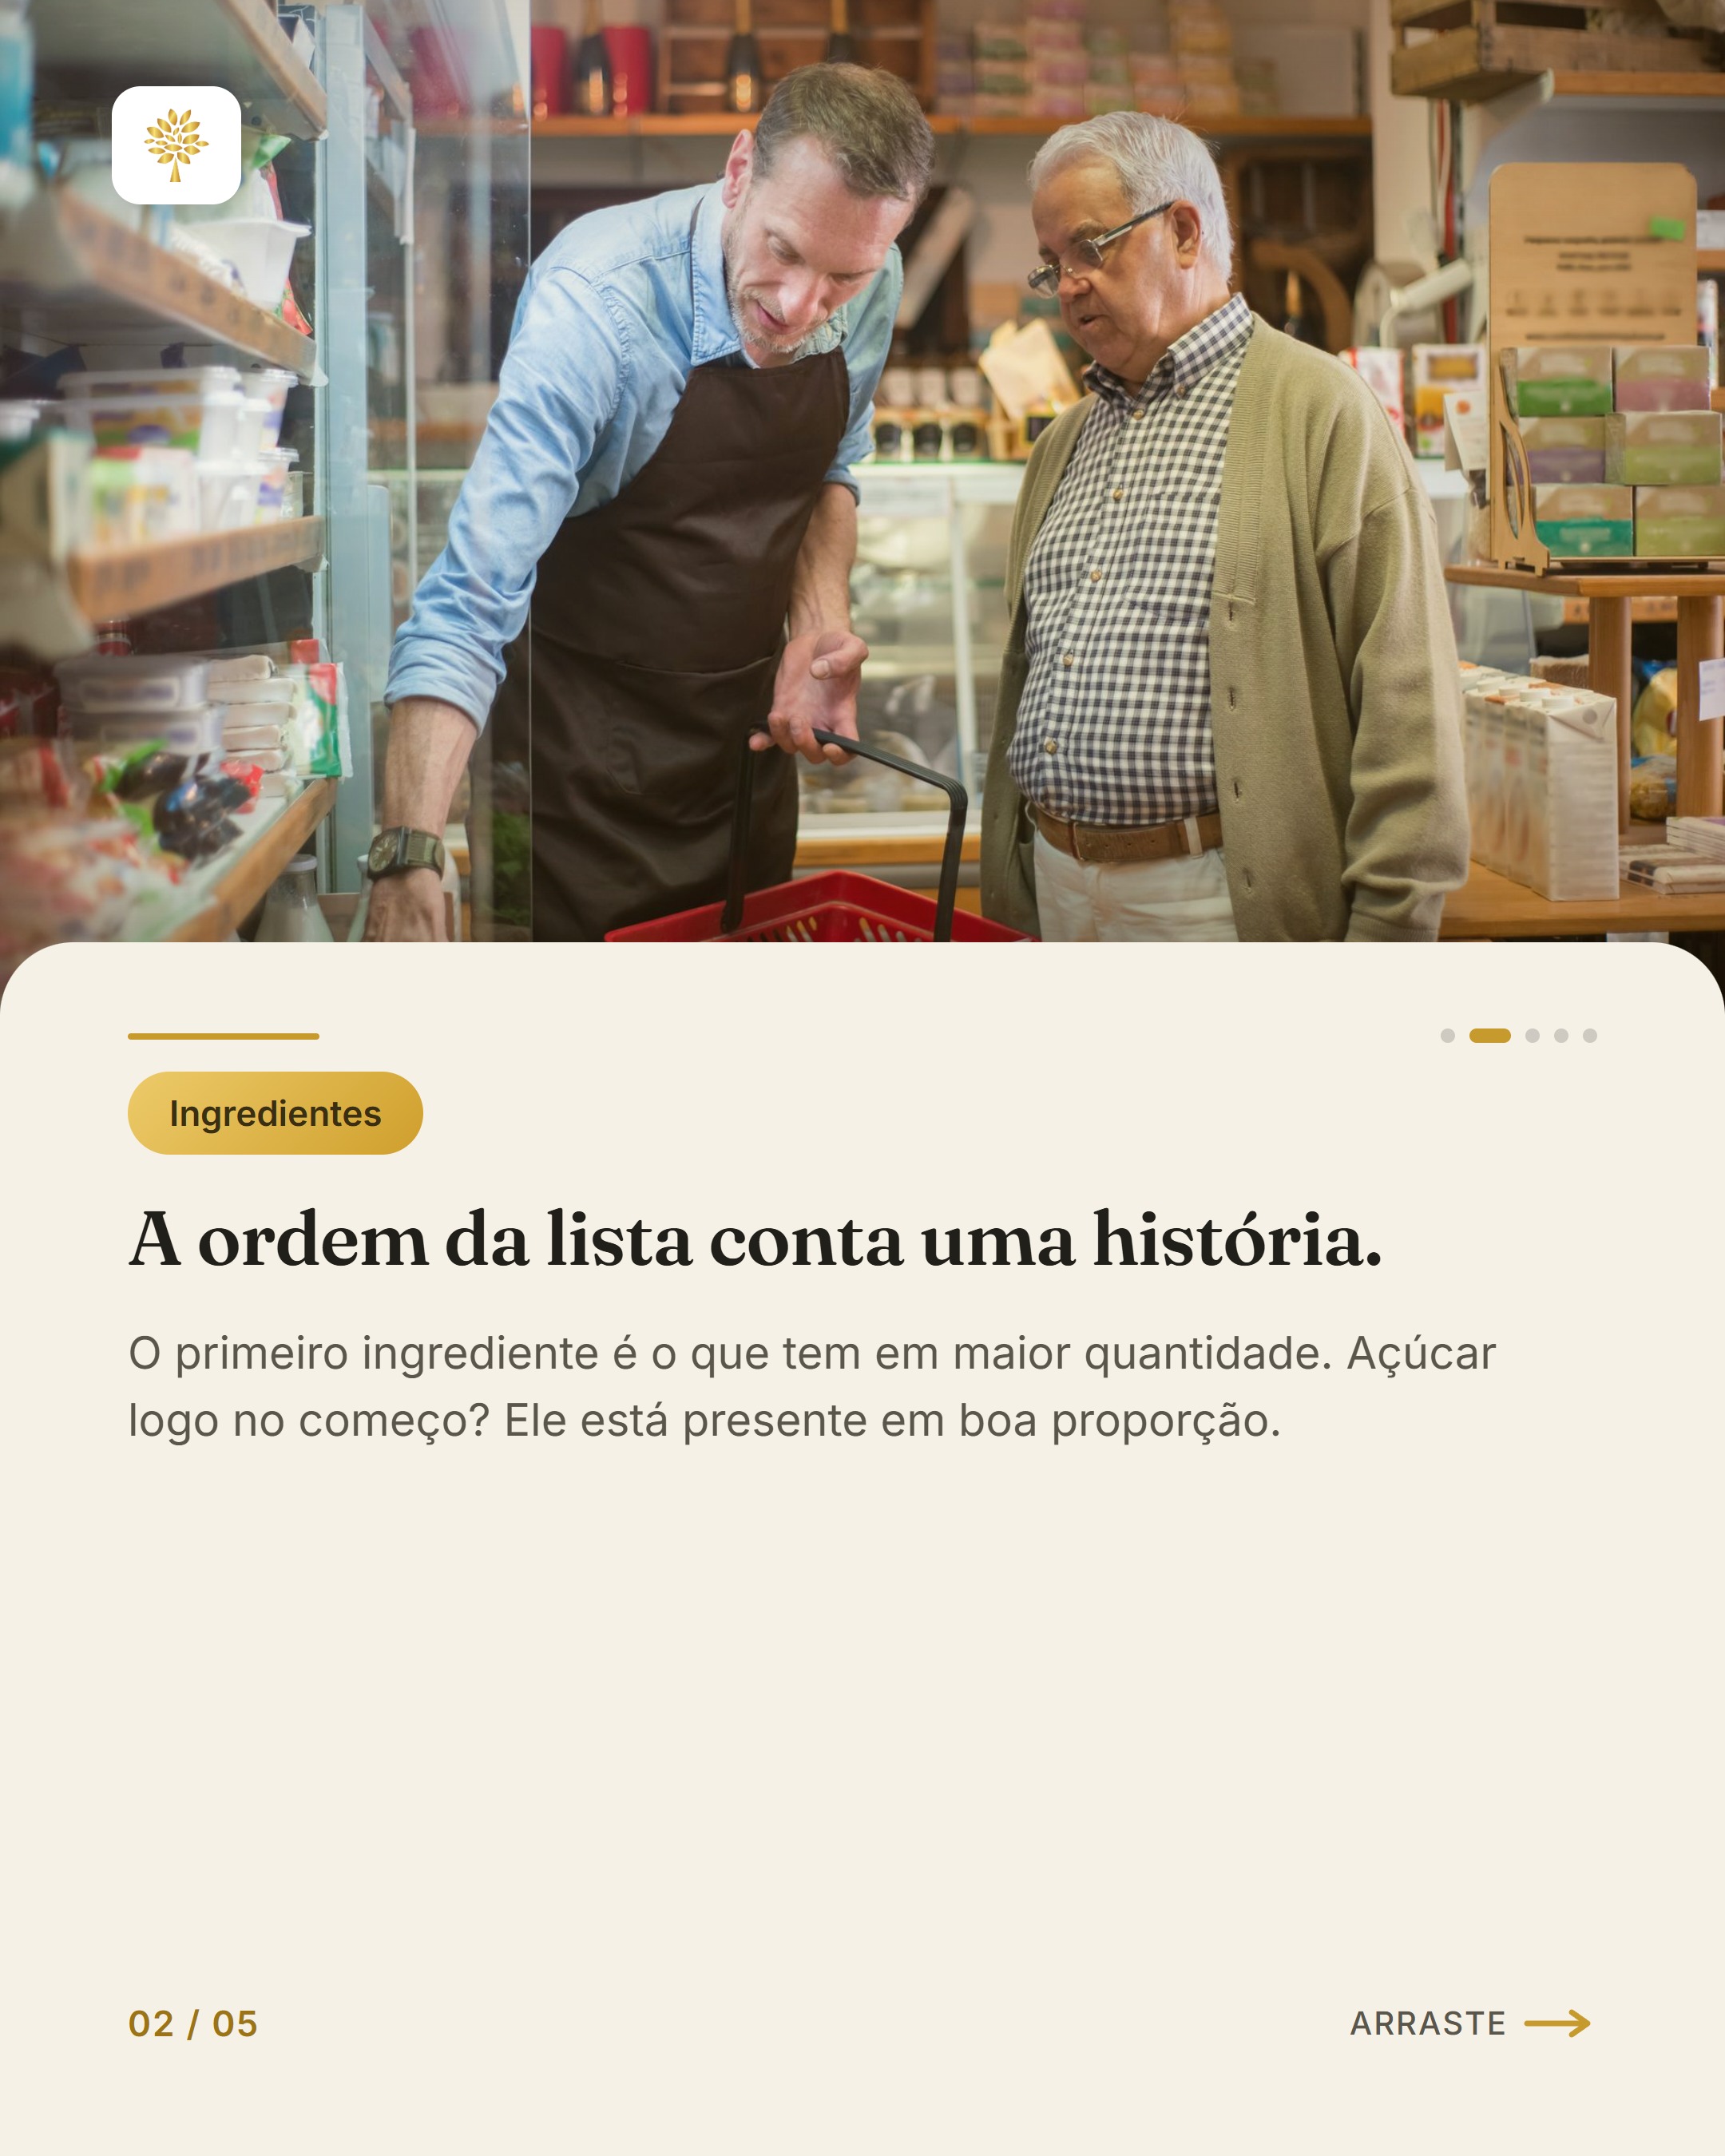 Ingredientes
A ordem da lista conta uma história.
O primeiro ingrediente é o que tem em maior quantidade. Açúcar
logo no começo? Ele está presente em boa proporção.
02 / 05
ARRASTE